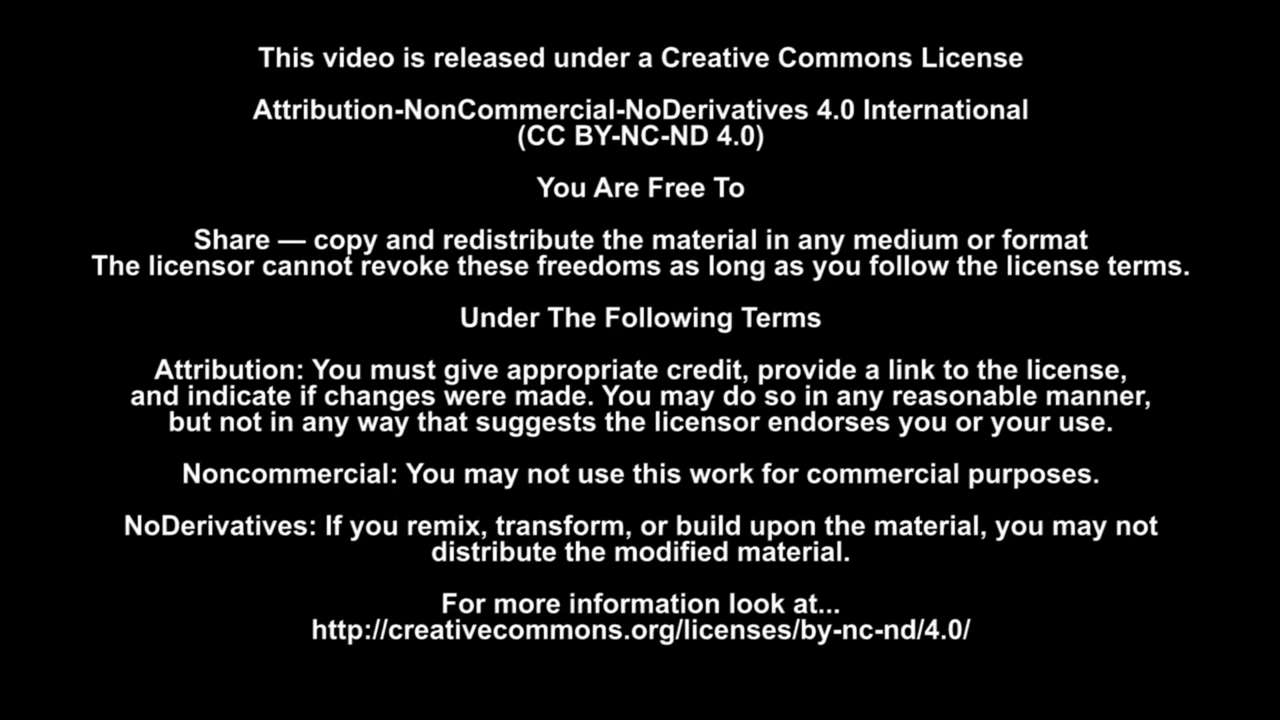 This video is released under a Creative Commons License
Attribution-NonCommercial-NoDerivatives 4.0 International
(CC BY-NC-ND 4.0)
You Are Free To
Share — copy and redistribute the material in any medium or format
The licensor cannot revoke these freedoms as long as you follow the license terms.
Under The Following Terms
Attribution: You must give appropriate credit, provide a link to the license,
and indicate if changes were made. You may do so in any reasonable manner,
but not in any way that suggests the licensor endorses you or your use.
Noncommercial: You may not use this work for commercial purposes.
NoDerivatives: If you remix, transform, or build upon the material, you may not
distribute the modified material.
For more information look at...
http://creativecommons.org/licenses/by-nc-nd/4.0/